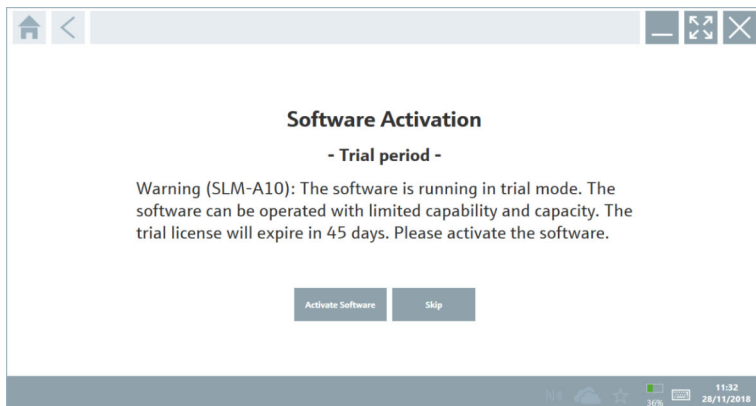 Software Activation
- Trial period -
Warning (SLM-A10): The software is running in trial mode. The
software can be operated with limited capability and capacity. The
trial license will expire in 45 days. Please activate the software.
Activate Software Skip
N4 36% 11:32
28/11/2018